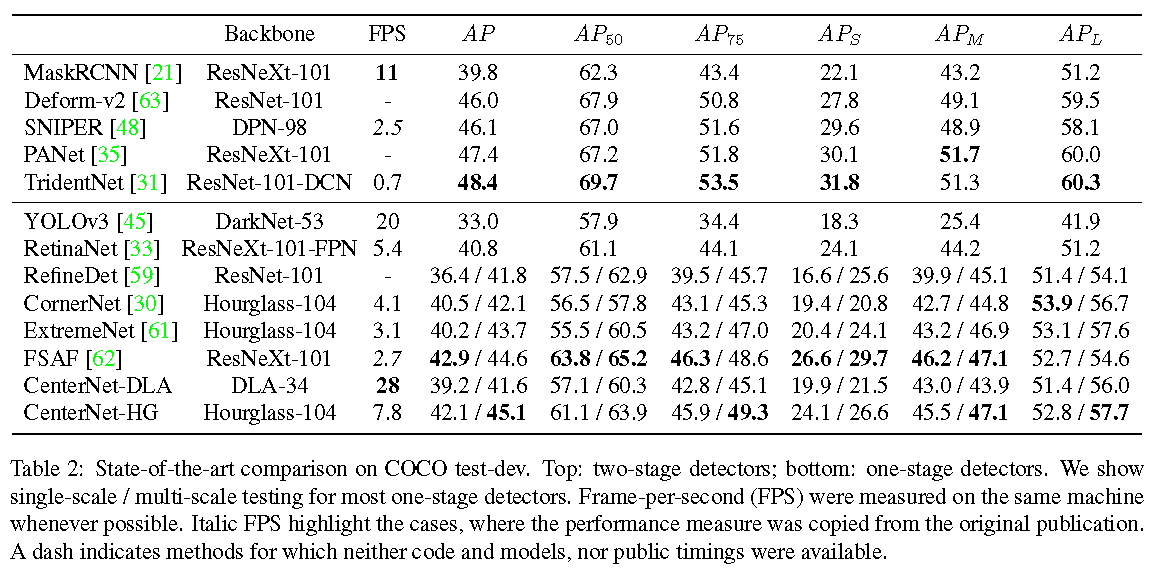 Backbone FPS AP AP50 AP75 APS APM APL
MaskRCNN [21] ResNeXt-101 11 39.8 62.3 43.4 22.1 43.2 51.2
Deform-v2 [63] ResNet-101 - 46.0 67.9 50.8 27.8 49.1 59.5
SNIPER [48] DPN-98 2.5 46.1 67.0 51.6 29.6 48.9 58.1
PANet [35] ResNeXt-101 - 47.4 67.2 51.8 30.1 51.7 60.0
TridentNet [31] ResNet-101-DCN 0.7 48.4 69.7 53.5 31.8 51.3 60.3
YOLOv3 [45] DarkNet-53 20 33.0 57.9 34.4 18.3 25.4 41.9
RetinaNet [33] ResNeXt-101-FPN 5.4 40.8 61.1 44.1 24.1 44.2 51.2
RefineDet [59] ResNet-101 - 36.4 / 41.8 57.5 / 62.9 39.5 / 45.7 16.6 / 25.6 39.9 / 45.1 51.4 / 54.1
CornerNet [30] Hourglass-104 4.1 40.5 / 42.1 56.5 / 57.8 43.1 / 45.3 19.4 / 20.8 42.7 / 44.8 53.9 / 56.7
ExtremeNet [61] Hourglass-104 3.1 40.2 / 43.7 55.5 / 60.5 43.2 / 47.0 20.4 / 24.1 43.2 / 46.9 53.1 / 57.6
FSAF [62] ResNeXt-101 2.7 42.9 / 44.6 63.8 / 65.2 46.3 / 48.6 26.6 / 29.7 46.2 / 47.1 52.7 / 54.6
CenterNet-DLA DLA-34 28 39.2 / 41.6 57.1 / 60.3 42.8 / 45.1 19.9 / 21.5 43.0 / 43.9 51.4 / 56.0
CenterNet-HG Hourglass-104 7.8 42.1 / 45.1 61.1 / 63.9 45.9 / 49.3 24.1 / 26.6 45.5 / 47.1 52.8 / 57.7
Table 2: State-of-the-art comparison on COCO test-dev. Top: two-stage detectors; bottom: one-stage detectors. We show
single-scale / multi-scale testing for most one-stage detectors. Frame-per-second (FPS) were measured on the same machine
whenever possible. Italic FPS highlight the cases, where the performance measure was copied from the original publication.
A dash indicates methods for which neither code and models, nor public timings were available.